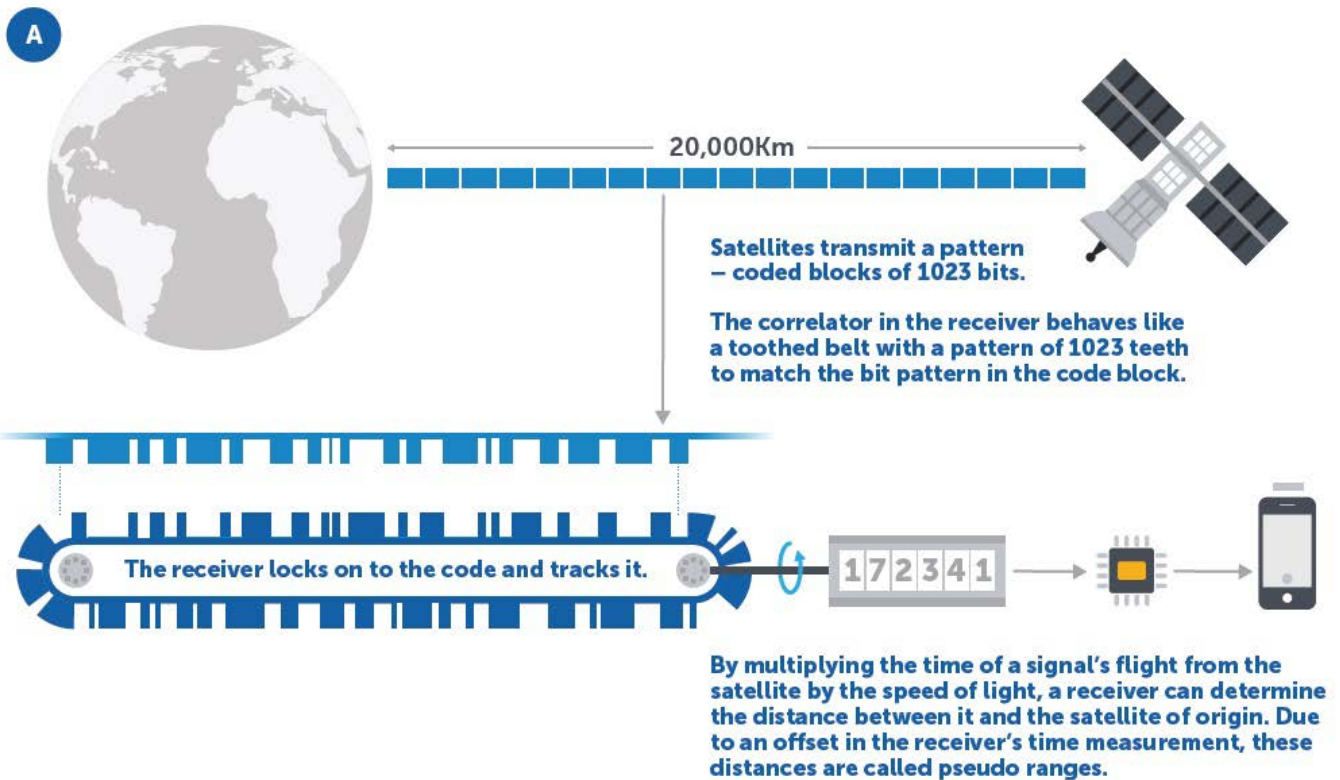 A
20,000Km
Satellites transmit a pattern
– coded blocks of 1023 bits.
The correlator in the receiver behaves like
a toothed belt with a pattern of 1023 teeth
to match the bit pattern in the code block.
The receiver locks on to the code and tracks it.
172341
By multiplying the time of a signal's flight from the
satellite by the speed of light, a receiver can determine
the distance between it and the satellite of origin. Due
to an offset in the receiver's time measurement, these
distances are called pseudo ranges.